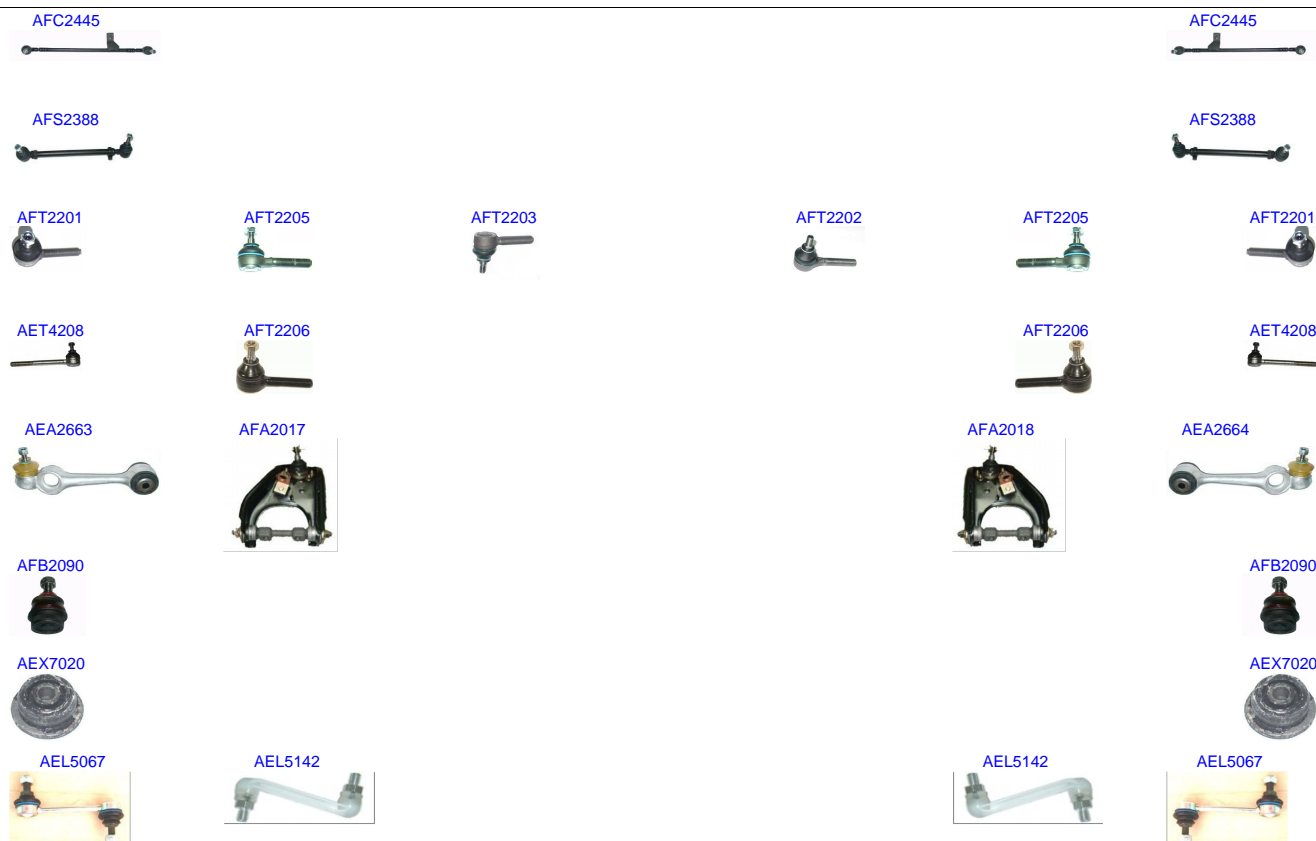 AFC2445 AFC2445
AFS2388 AFS2388
AFT2201 AFT2205 AFT2203 AFT2202 AFT2205 AFT2201
AET4208 AFT2206 AFT2206 AET4208
AEA2663 AFA2017 AFA2018 AEA2664
AFB2090 AFB2090
AEX7020 AEX7020
AEL5067 AEL5142 AEL5142 AEL5067